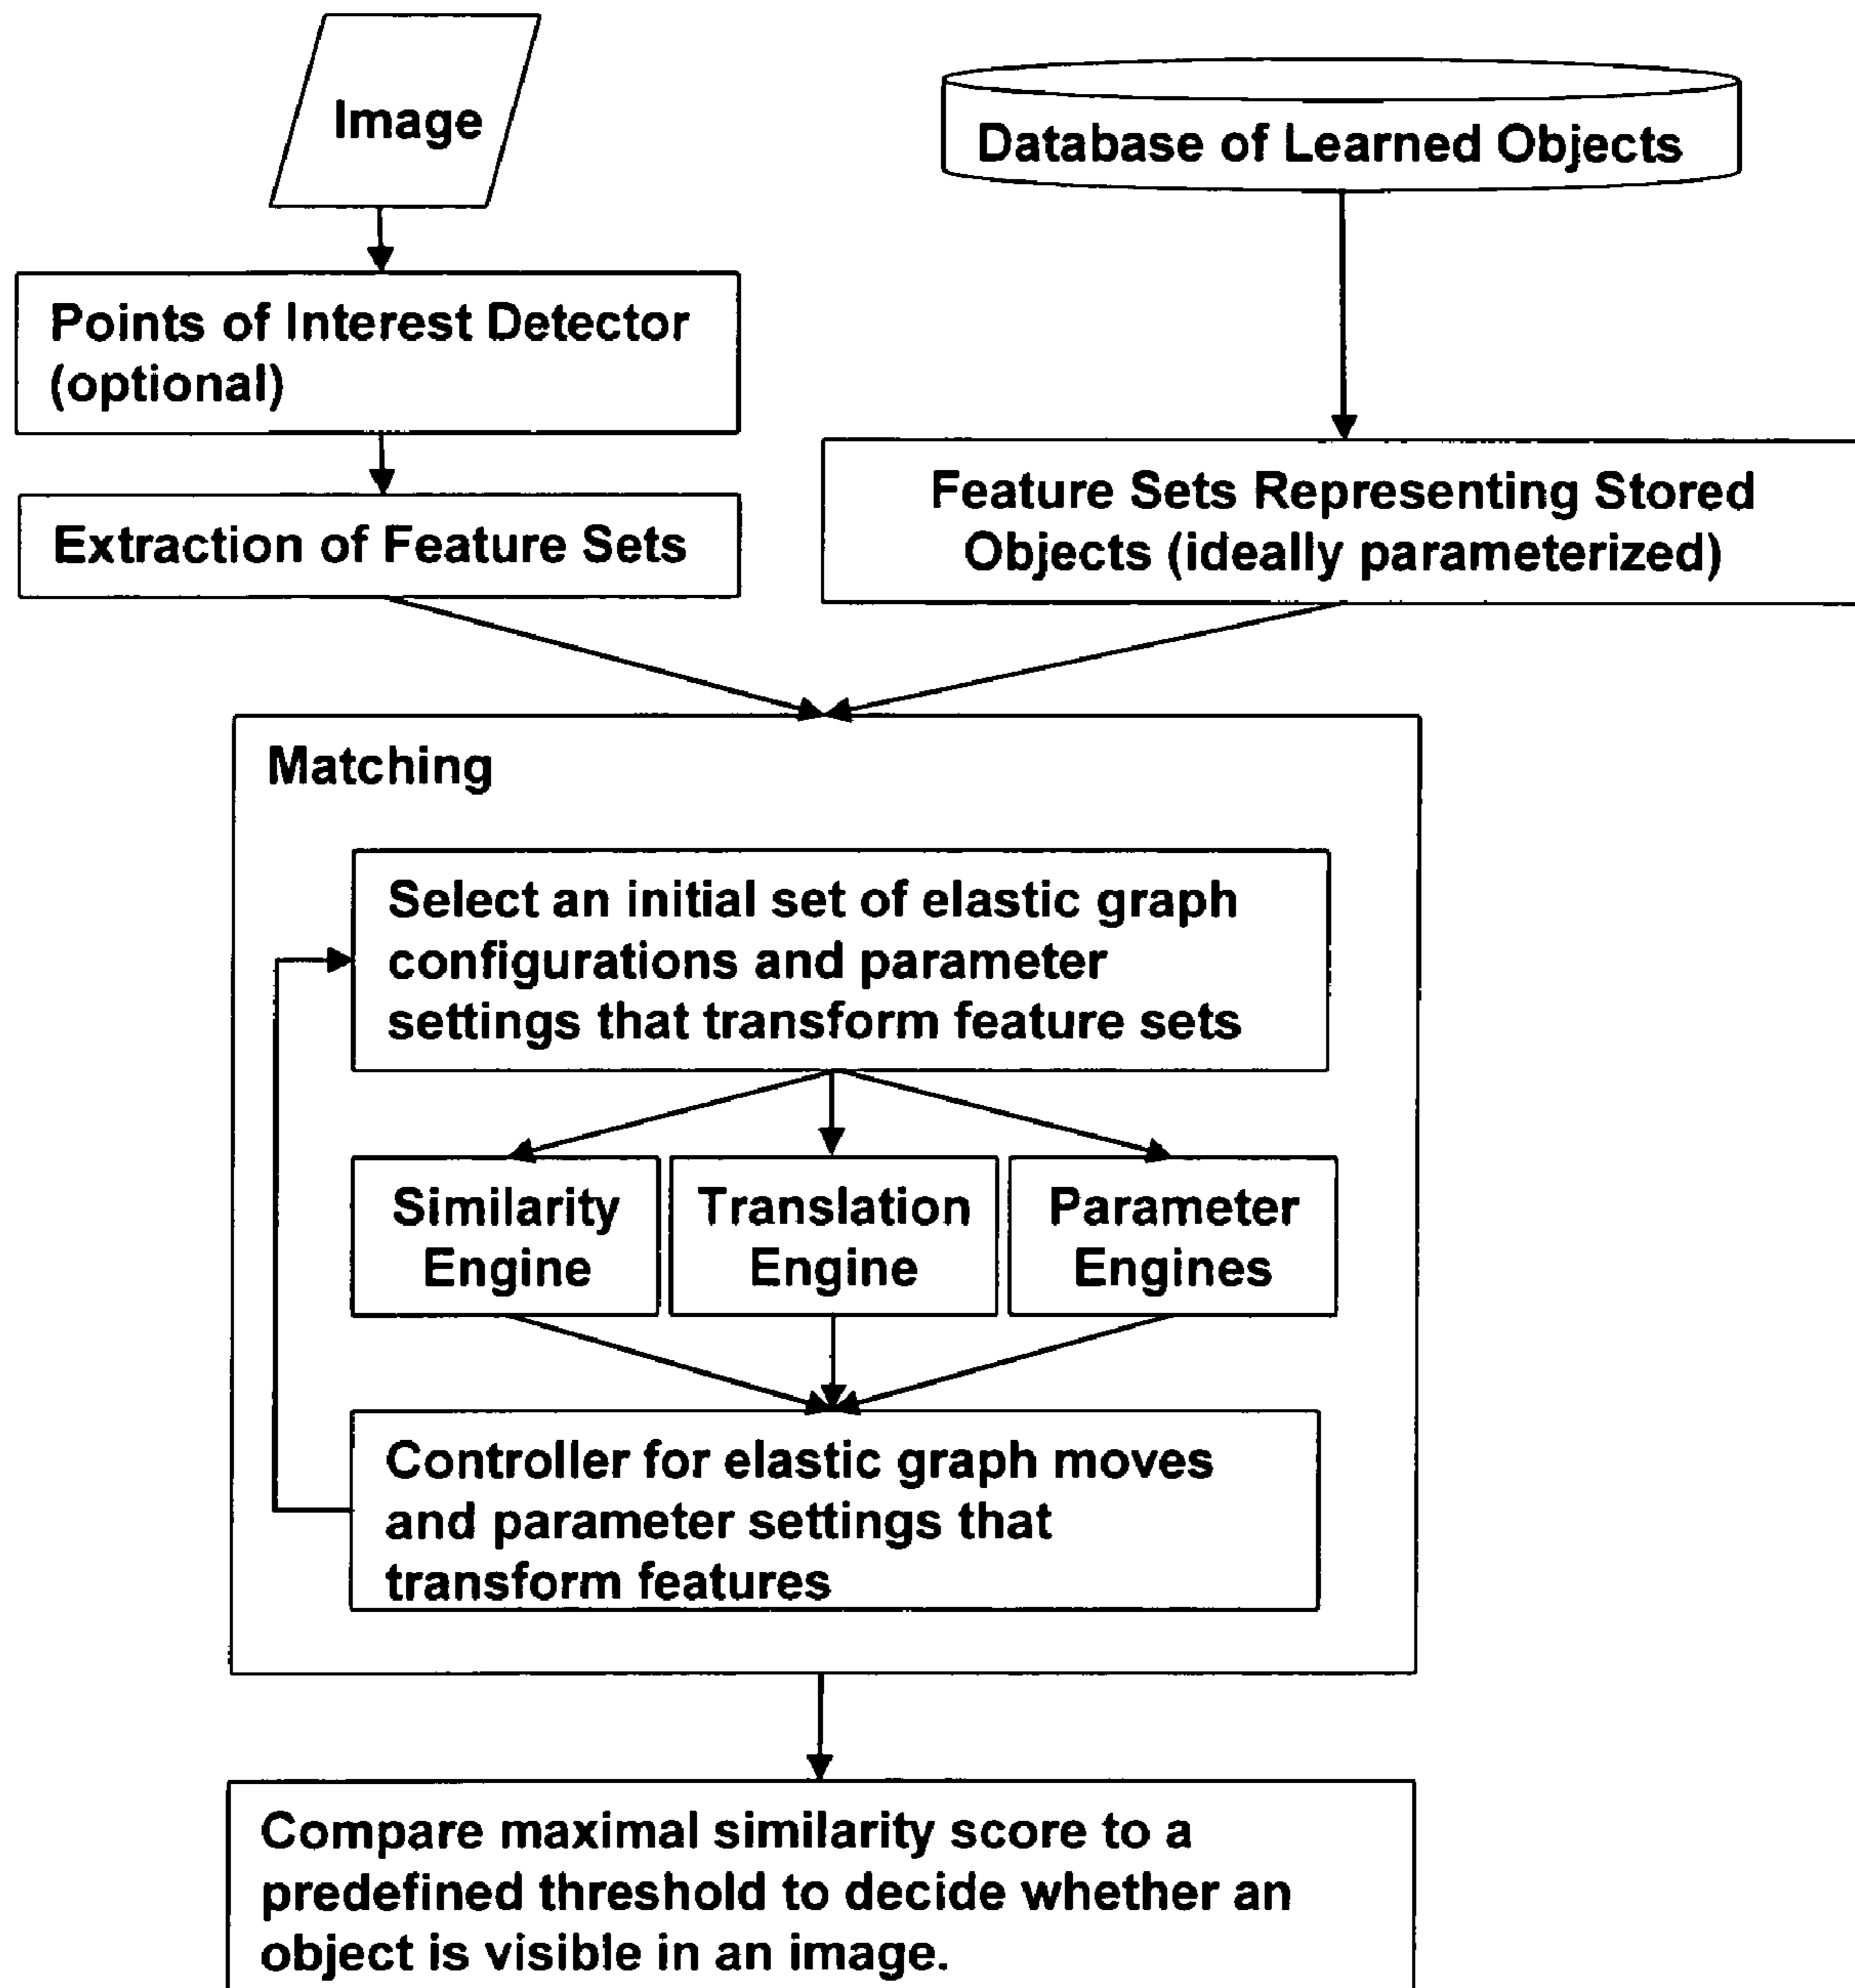 Image
Database of Learned Objects
Points of Interest Detector
(optional)
Extraction of Feature Sets
Feature Sets Representing Stored
Objects (ideally parameterized)
Matching
Select an initial set of elastic graph
configurations and parameter
settings that transform feature sets
Similarity
Engine
Translation
Engine
Parameter
Engines
Controller for elastic graph moves
and parameter settings that
transform features
Compare maximal similarity score to a
predefined threshold to decide whether an
object is visible in an image.